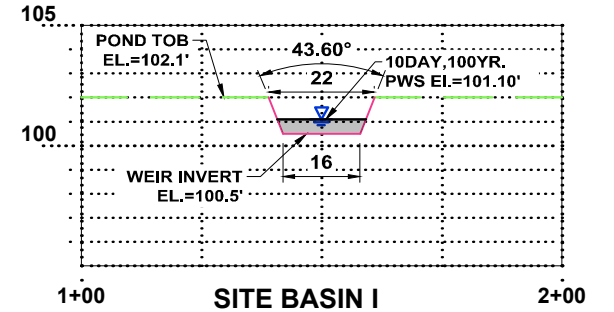 105
POND TOB
EL.=102.1'
43.60°
22
10DAY,100YR.
PWS El.=101.10'
100
16
WEIR INVERT
EL.=100.5'
1+00
SITE BASIN I
2+00